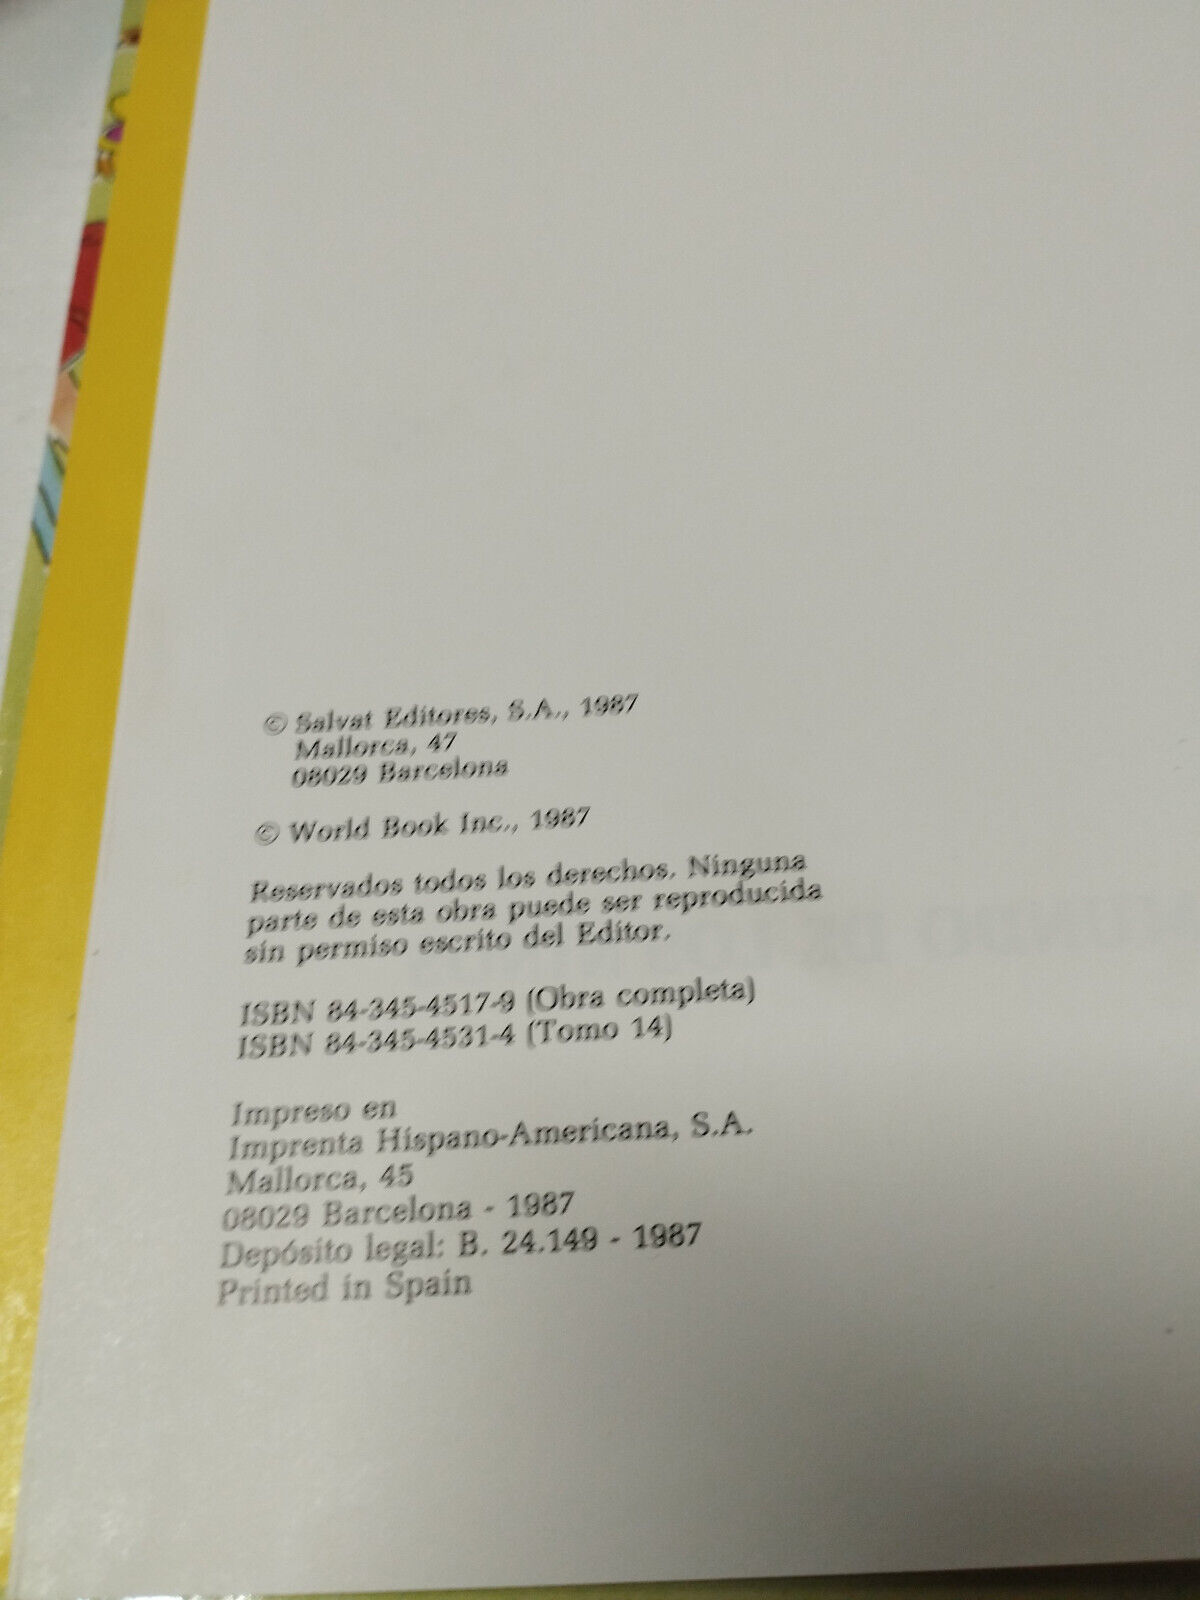 © Salvat Editores, S.A., 1987
Mallorca, 47
08029 Barcelona
© World Book Inc., 1987
Reservados todos los derechos. Ninguna
parte de esta obra puede ser reproducida
sin permiso escrito del Editor.
ISBN 84-345-4517-9 (Obra completa)
ISBN 84-345-4531-4 (Tomo 14)
Impreso en
Imprenta Hispano-Americana, S.A.
Mallorca, 45
08029 Barcelona - 1987
Depósito legal: B. 24.149 - 1987
Printed in Spain